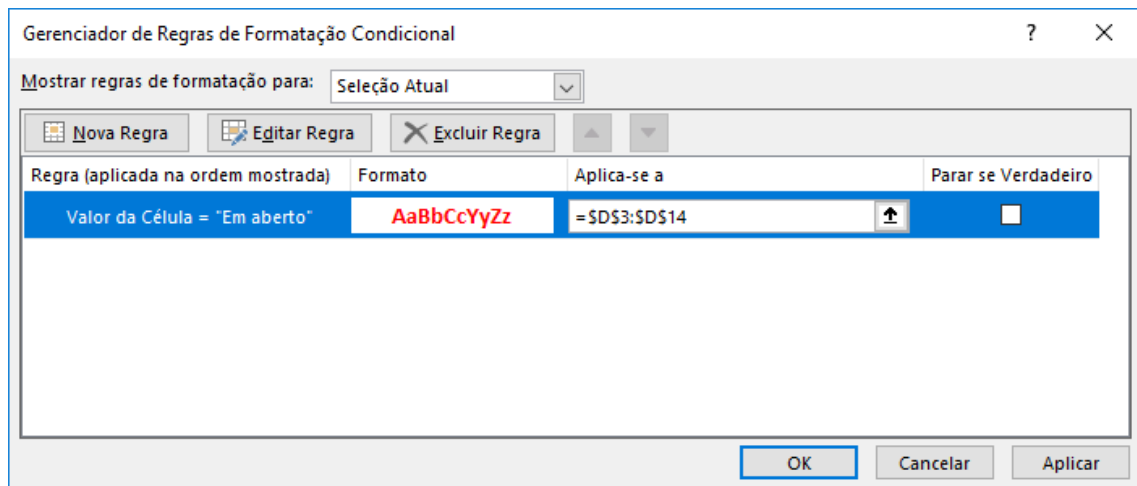 Gerenciador de Regras de Formatação Condicional ?
Mostrar regras de formatação para: Seleção Atual
Nova Regra Editar Regra Excluir Regra
Regra (aplicada na ordem mostrada) Formato Aplica-se a Parar se Verdadeiro
Valor da Célula = "Em aberto" AaBbCcYyZz =$D$3:$D$14
OK Cancelar Aplicar